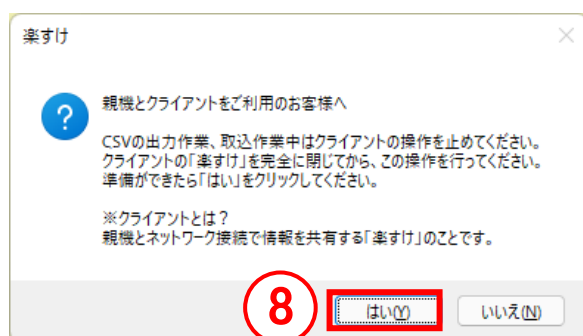 楽すけ
親機とクライアントをご利用のお客様へ
CSVの出力作業、取込作業中はクライアントの操作を止めてください。
クライアントの「楽すけ」を完全に閉じてから、この操作を行ってください。
準備ができたら「はい」をクリックしてください。
※クライアントとは？
親機とネットワーク接続で情報を共有する「楽すけ」のことです。
8 はい(Y) いいえ(N)